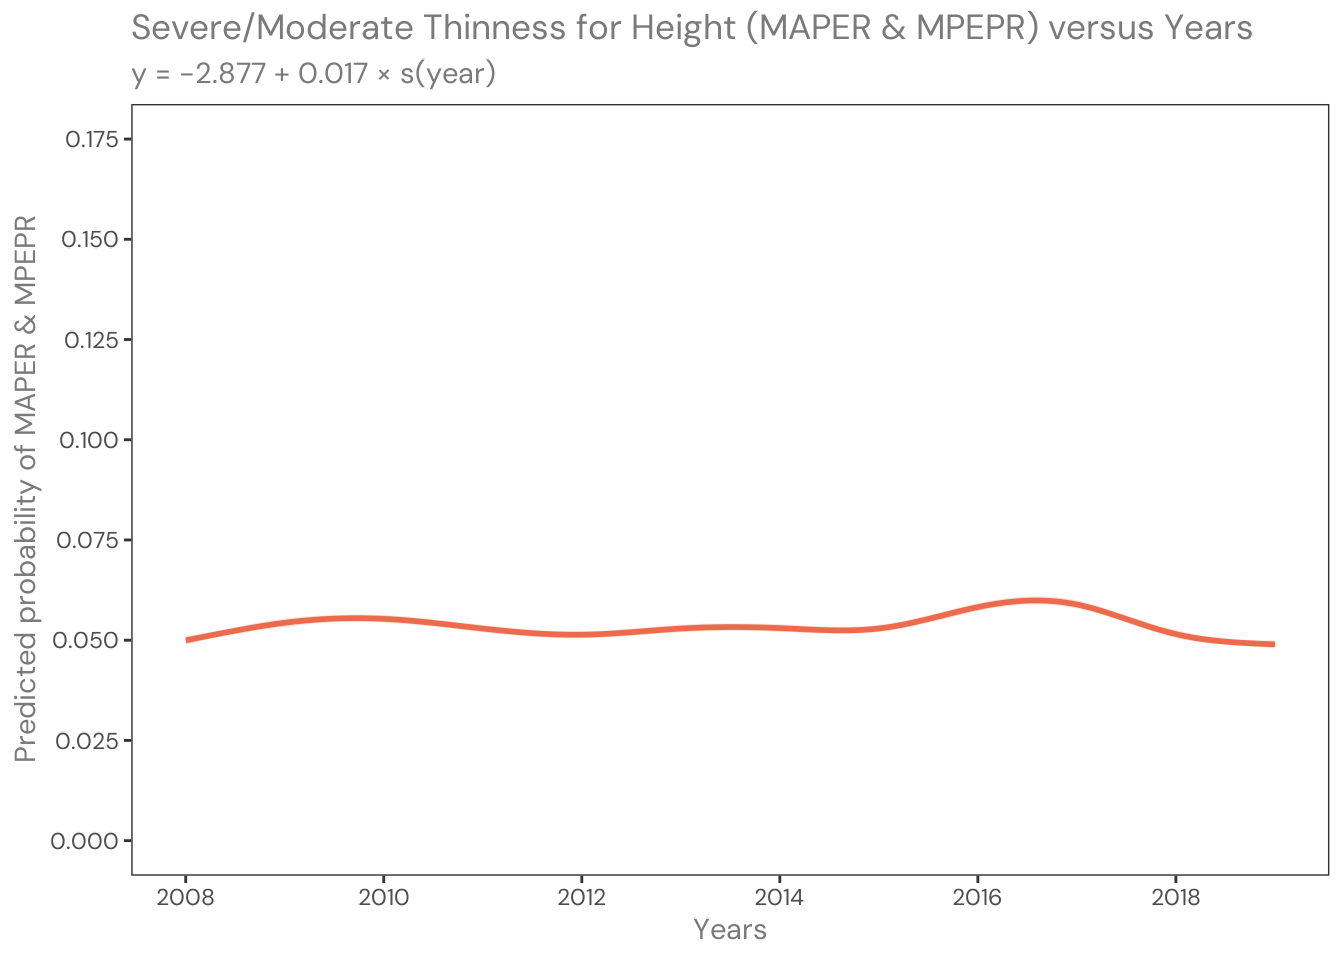 Severe/Moderate Thinness for Height (MAPER & MPEPR) versus Years
y = −2.877 + 0.017 × s(year)
Predicted probability of MAPER & MPEPR
0.175
0.150
0.125
0.100
0.075
0.050
0.025
0.000
2008 2010 2012 2014 2016 2018
Years